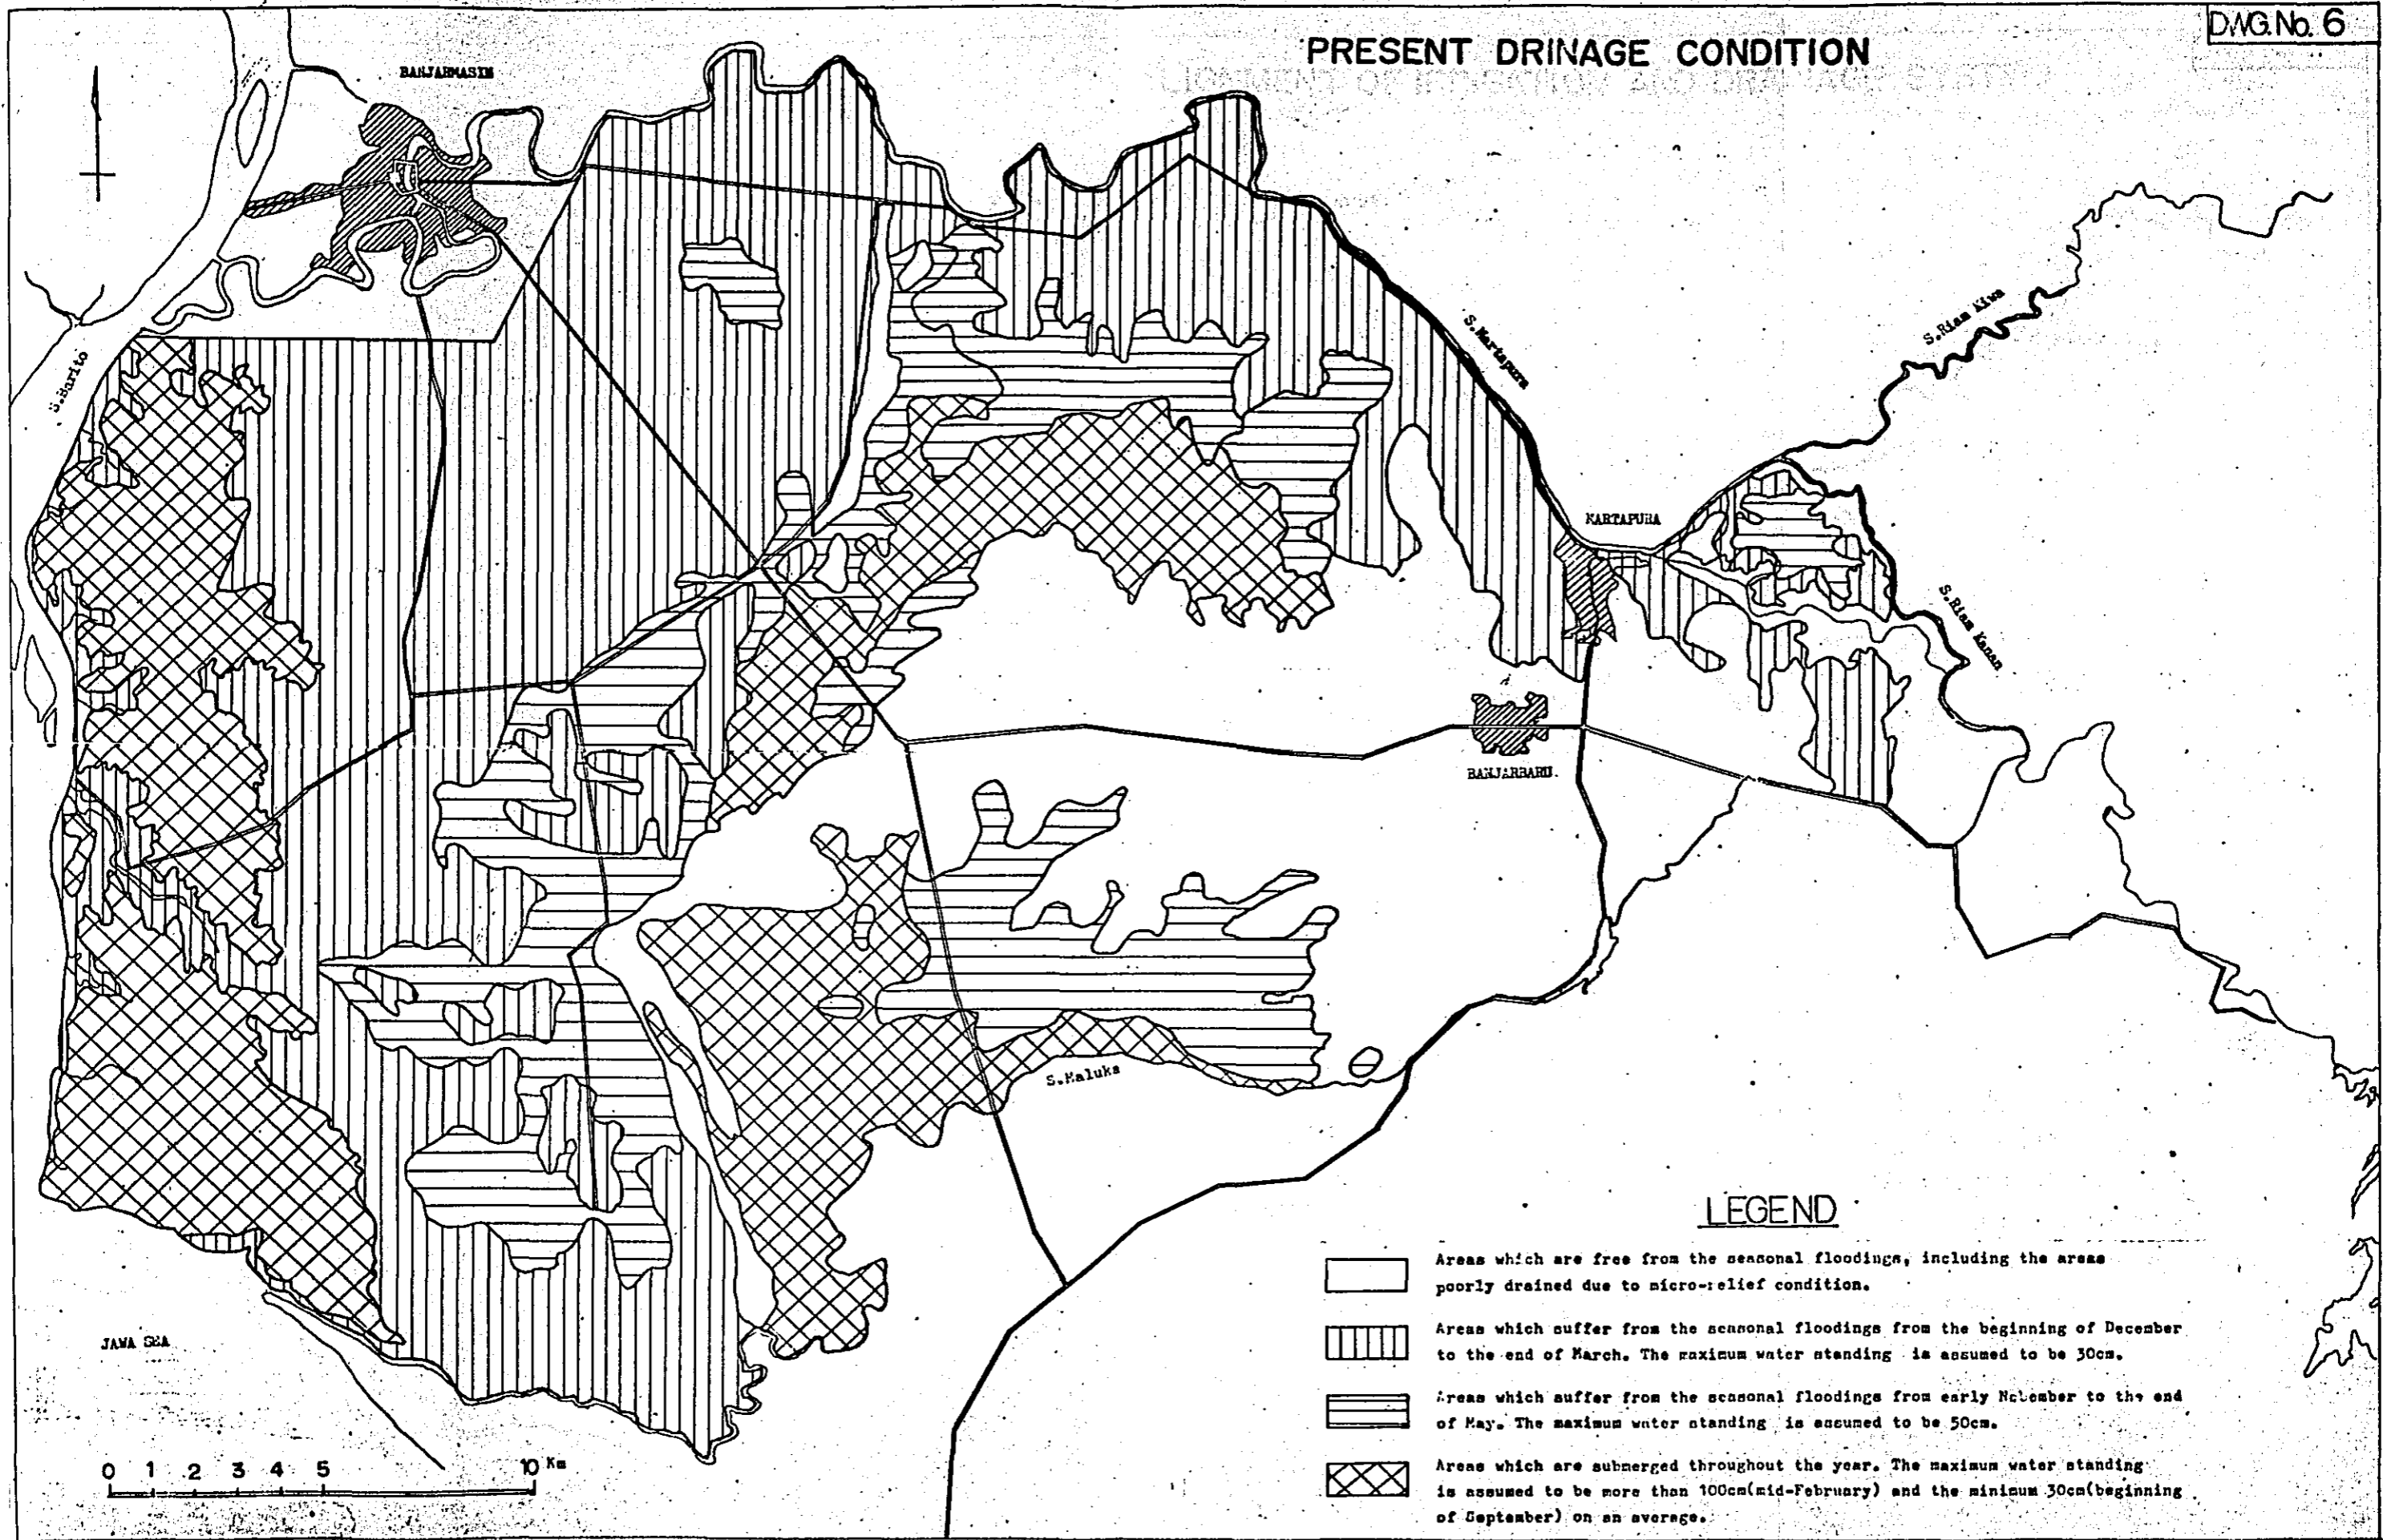 DWG.No. 6
PRESENT DRINAGE CONDITION
BANJARMASIN
S.Barito
S.Martapura
S.Riam Kiwa
MARTAPURA
S.Riam Kanan
BANJARBARU.
S.Maluka
JAWA SEA
0 1 2 3 4 5 10 Km
LEGEND
Areas which are free from the seasonal floodings, including the areas
poorly drained due to micro-relief condition.
Areas which suffer from the seasonal floodings from the beginning of December
to the end of March. The maximum water standing is assumed to be 30cm.
Areas which suffer from the seasonal floodings from early November to the end
of May. The maximum water standing is assumed to be 50cm.
Areas which are submerged throughout the year. The maximum water standing
is assumed to be more than 100cm(mid-February) and the minimum 30cm(beginning
of September) on an average.